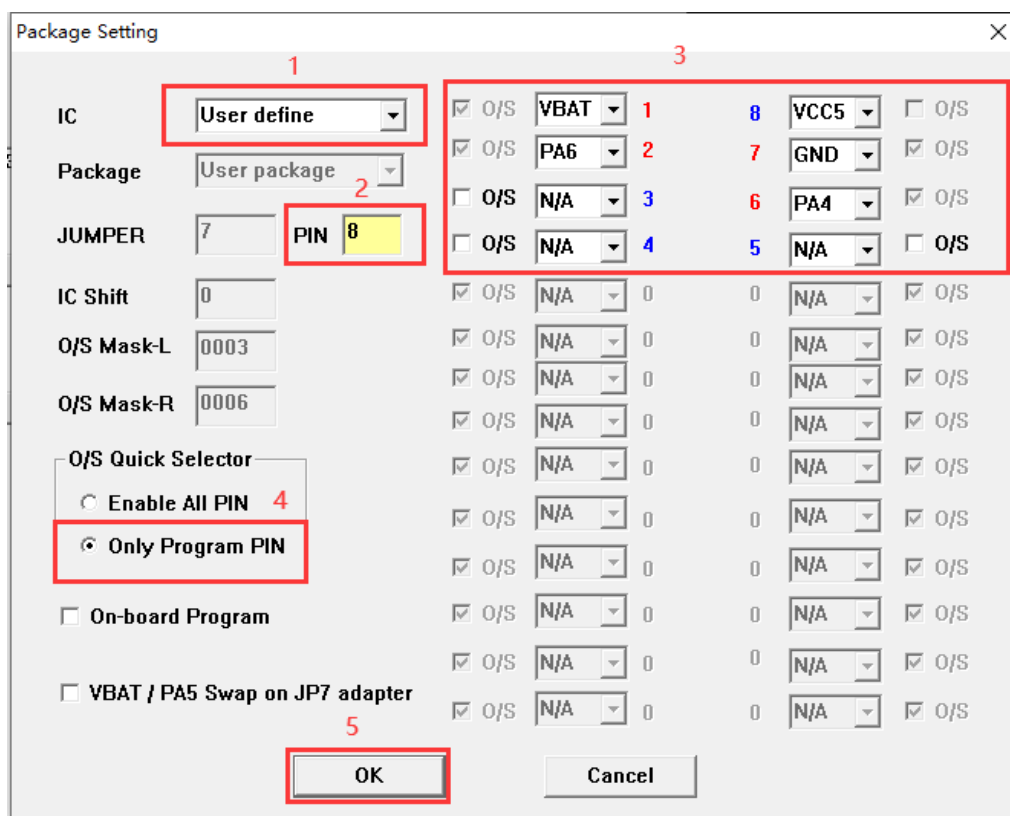 Package Setting
1
3
IC User define
O/S VBAT 1 8 VCC5 O/S
Package User package
2
O/S PA6 2 7 GND O/S
O/S N/A 3 6 PA4 O/S
JUMPER 7 PIN 8
O/S N/A 4 5 N/A O/S
IC Shift 0
O/S N/A 0 0 N/A O/S
O/S Mask-L 0003
O/S N/A 0 0 N/A O/S
O/S N/A 0 0 N/A O/S
O/S Mask-R 0006
O/S N/A 0 0 N/A O/S
O/S Quick Selector
O/S N/A 0 0 N/A O/S
Enable All PIN 4
O/S N/A 0 0 N/A O/S
Only Program PIN
O/S N/A 0 0 N/A O/S
On-board Program
O/S N/A 0 0 N/A O/S
O/S N/A 0 0 N/A O/S
VBAT / PA5 Swap on JP7 adapter
O/S N/A 0 0 N/A O/S
5
OK
Cancel